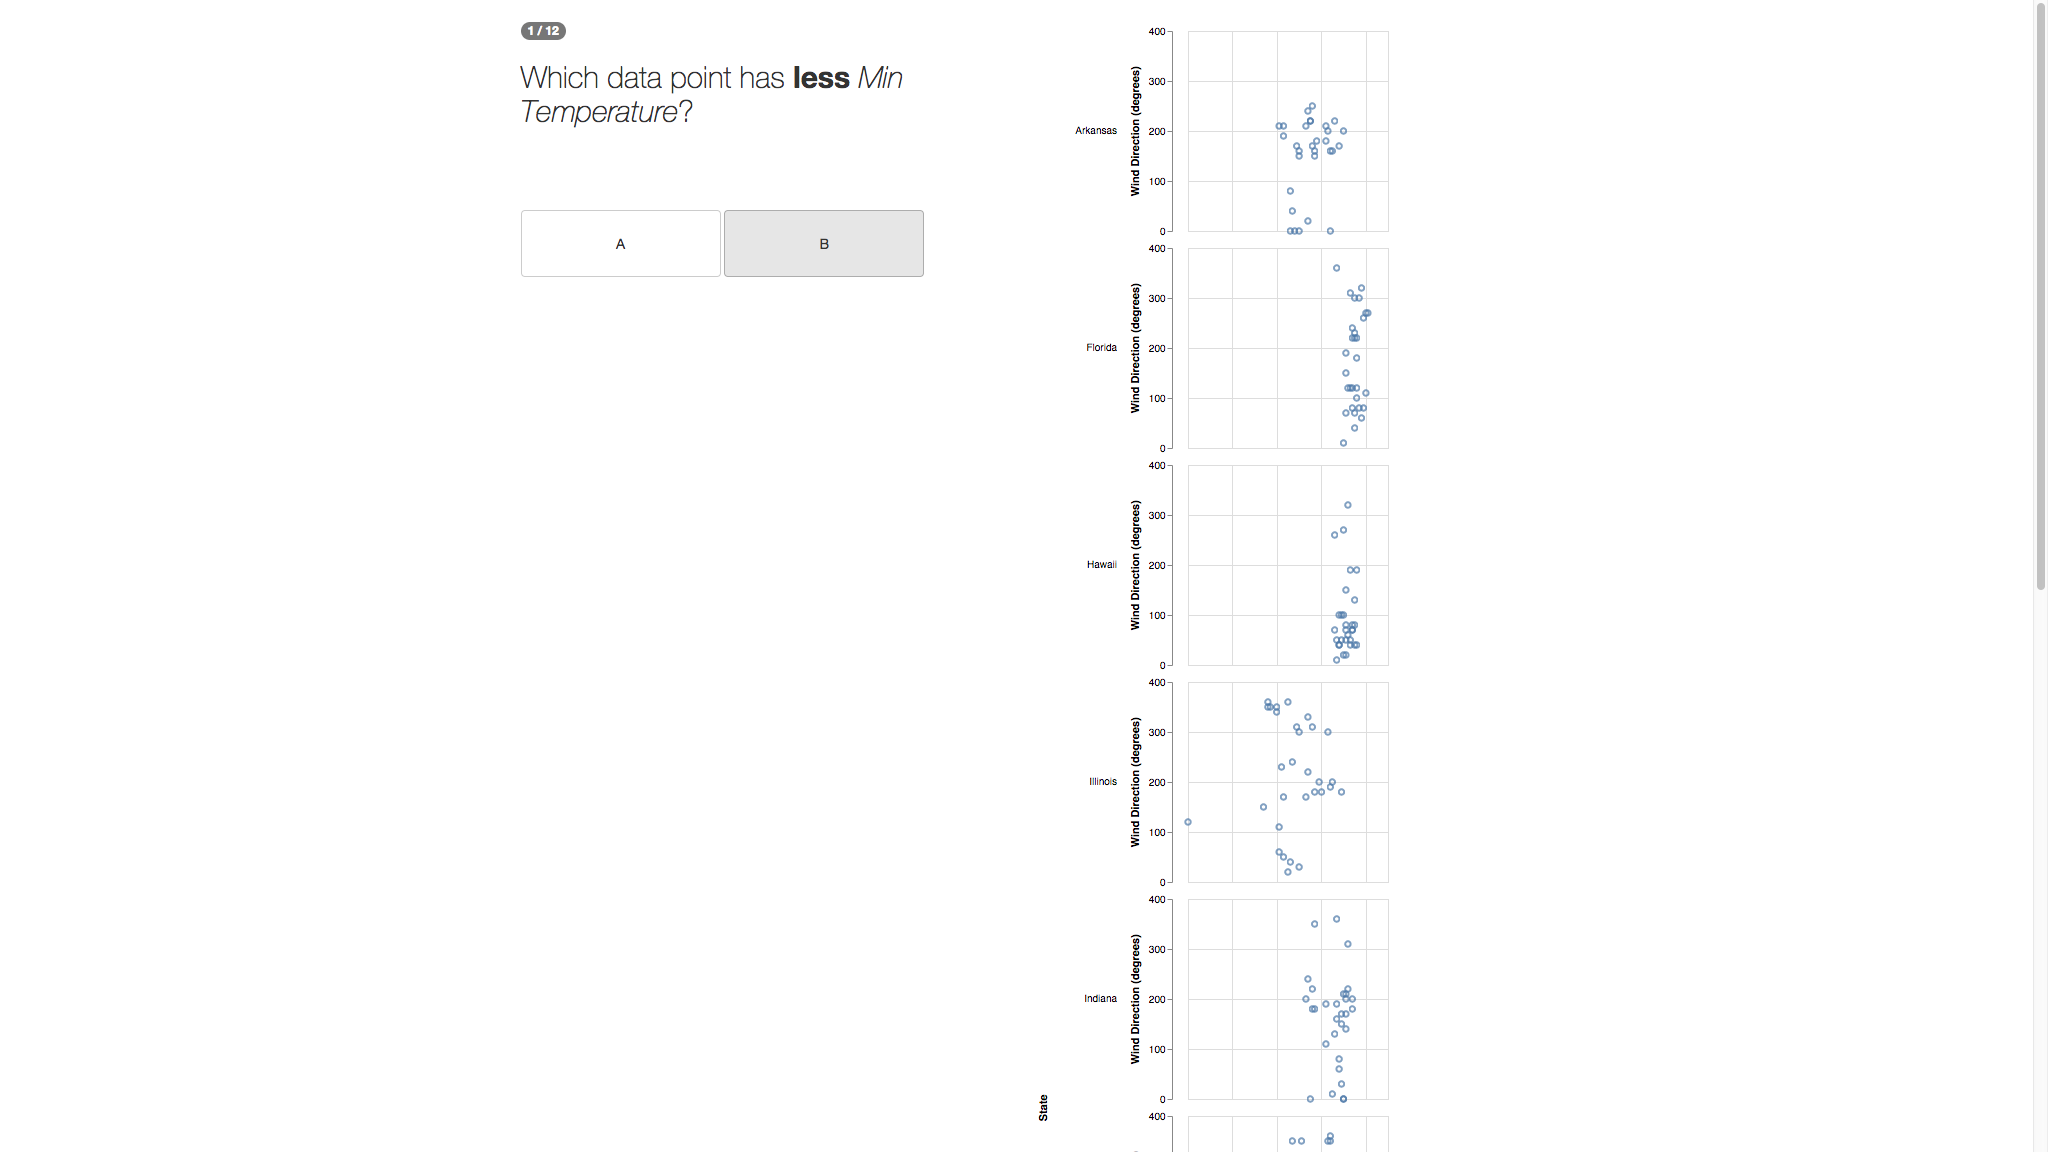 1 / 12
Which data point has less Min
Temperature?
A
B
State
Arkansas
Wind Direction (degrees)
400
300
200
100
0
Florida
Wind Direction (degrees)
400
300
200
100
0
Hawaii
Wind Direction (degrees)
400
300
200
100
0
Illinois
Wind Direction (degrees)
400
300
200
100
0
Indiana
Wind Direction (degrees)
400
300
200
100
0
400